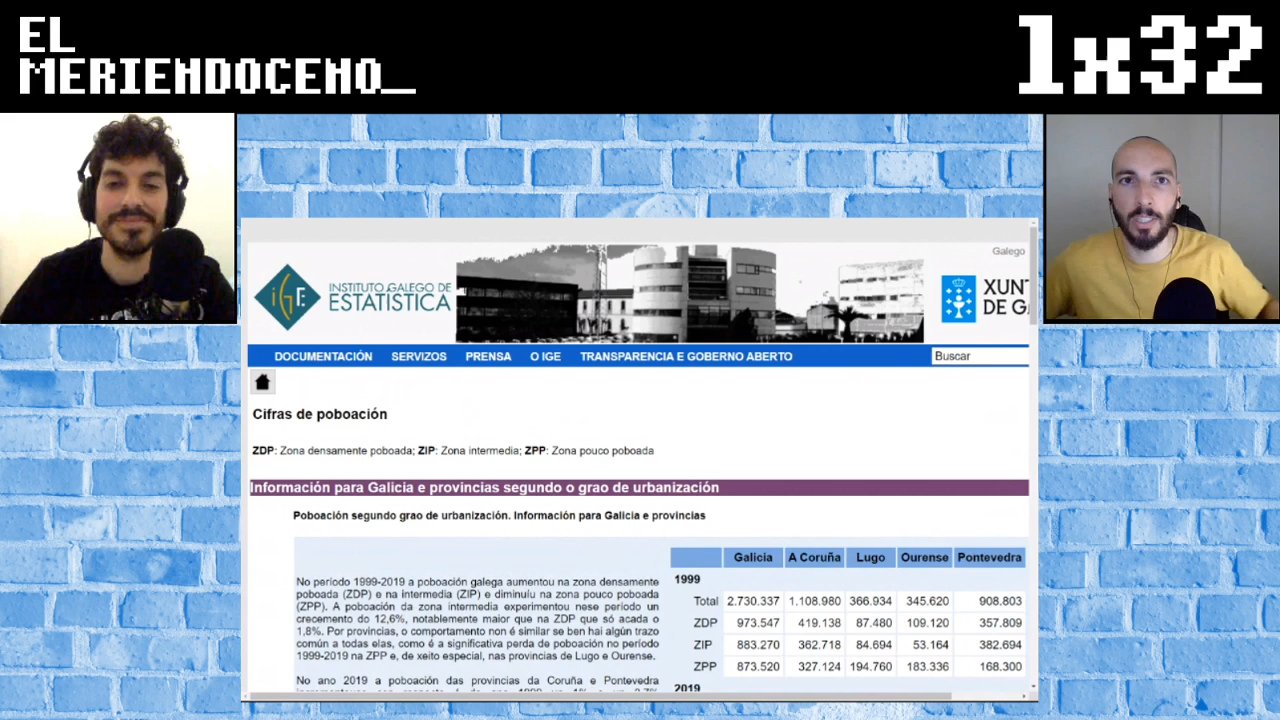 EL
MERIENDOCENO_
1x32
Galego
IGE
INSTITUTO GALEGO DE
ESTATÍSTICA
XUNT
DE GA
DOCUMENTACIÓN SERVIZOS PRENSA O IGE TRANSPARENCIA E GOBERNO ABERTO Buscar
Cifras de poboación
ZDP: Zona densamente poboada; ZIP: Zona intermedia; ZPP: Zona pouco poboada
Información para Galicia e provincias segundo o grao de urbanización
Poboación segundo grao de urbanización. Información para Galicia e provincias
No período 1999-2019 a poboación galega aumentou na zona densamente
poboada (ZDP) e na intermedia (ZIP) e diminuíu na zona pouco poboada
(ZPP). A poboación da zona intermedia experimentou nese período un
crecemento do 12,6%, notablemente maior que na ZDP que só acada o
1,8%. Por provincias, o comportamento non é similar se ben hai algún trazo
común a todas elas, como é a significativa perda de poboación no período
1999-2019 na ZPP e, de xeito especial, nas provincias de Lugo e Ourense.
No ano 2019 a poboación das provincias da Coruña e Pontevedra
Galicia A Coruña Lugo Ourense Pontevedra
1999
Total 2.730.337 1.108.980 366.934 345.620 908.803
ZDP 973.547 419.138 87.480 109.120 357.809
ZIP 883.270 362.718 84.694 53.164 382.694
ZPP 873.520 327.124 194.760 183.336 168.300
2019